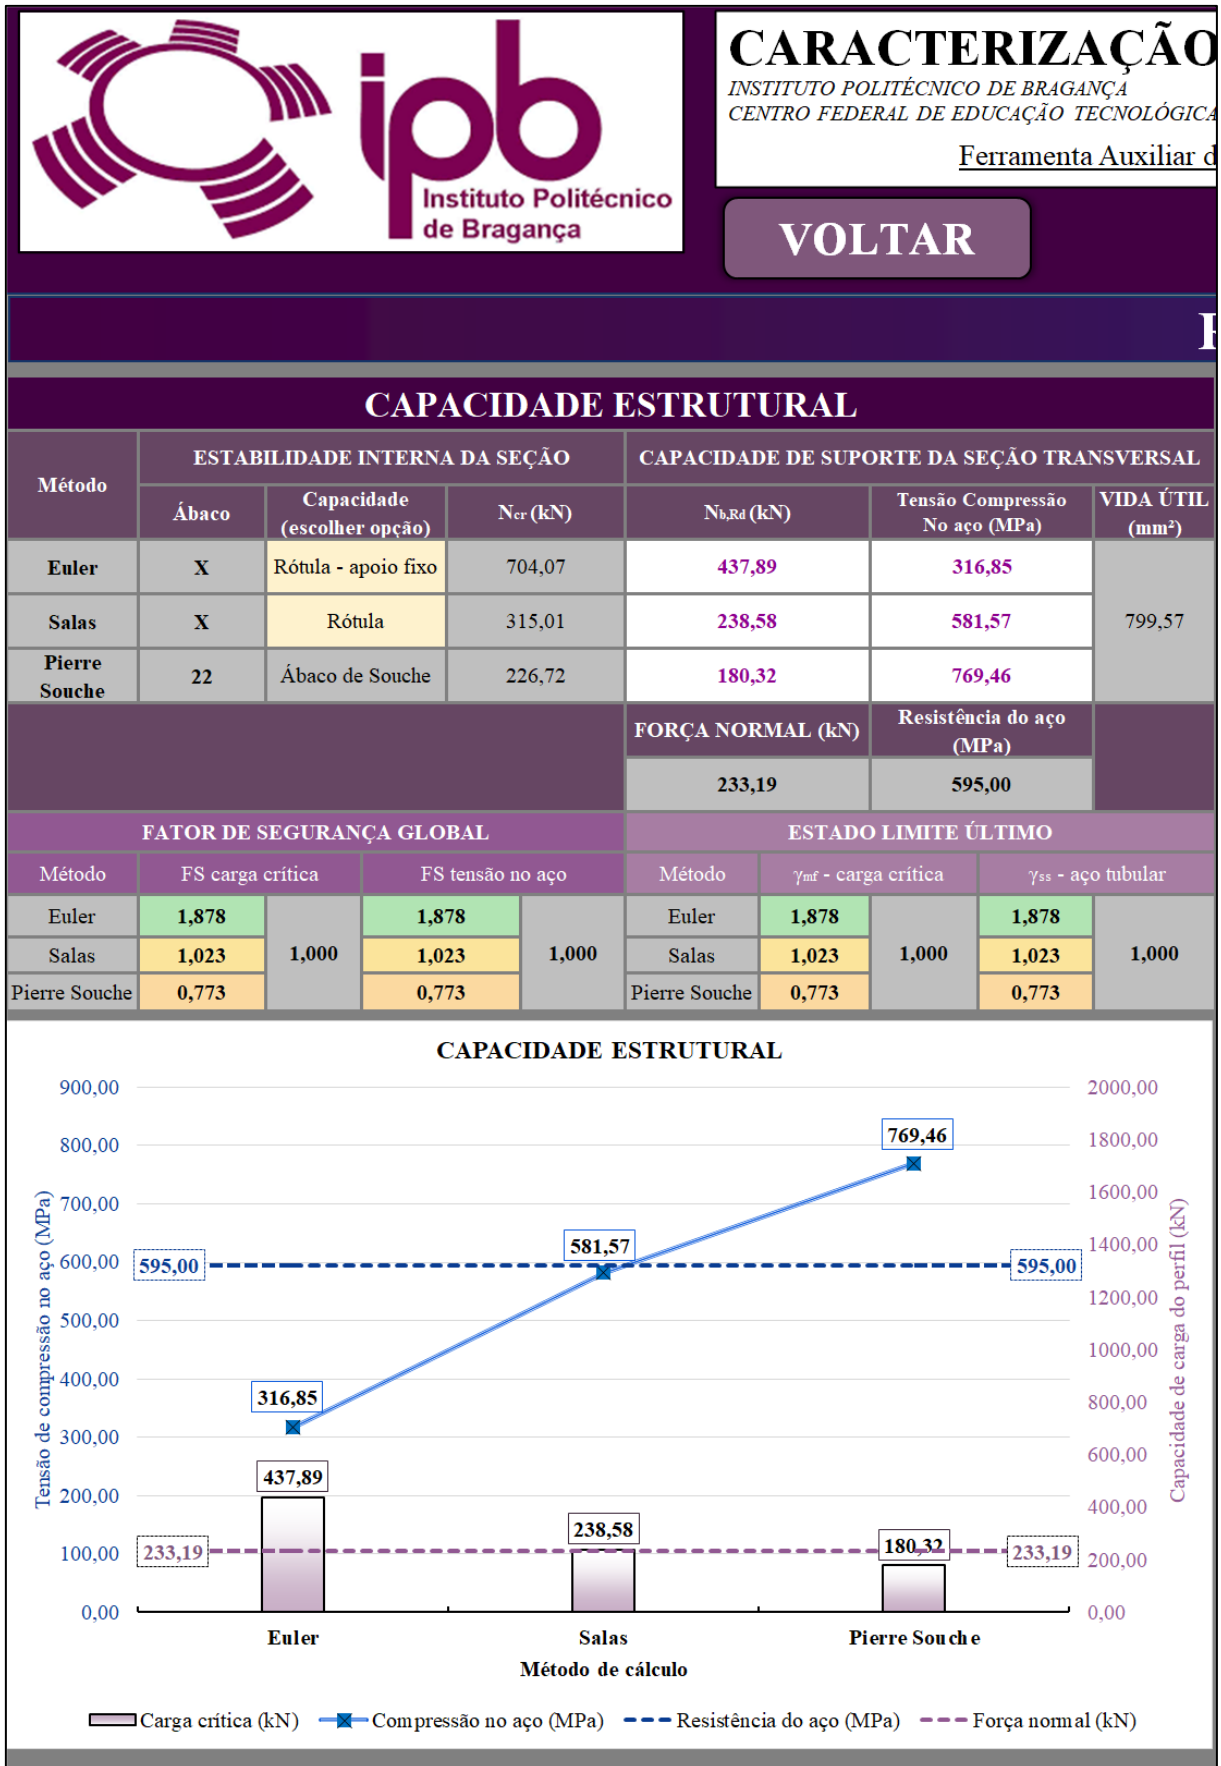 ipb
Instituto Politécnico
de Bragança
CARACTERIZAÇÃO
INSTITUTO POLITÉCNICO DE BRAGANÇA
CENTRO FEDERAL DE EDUCAÇÃO TECNOLÓGICA
Ferramenta Auxiliar d
VOLTAR
CAPACIDADE ESTRUTURAL
Método
ESTABILIDADE INTERNA DA SEÇÃO
CAPACIDADE DE SUPORTE DA SEÇÃO TRANSVERSAL
Ábaco
Capacidade
(escolher opção)
Ncr (kN)
Nb,Rd (kN)
Tensão Compressão
No aço (MPa)
VIDA ÚTIL
(mm²)
Euler X Rótula - apoio fixo 704,07 437,89 316,85
Salas X Rótula 315,01 238,58 581,57 799,57
Pierre
Souche
22 Ábaco de Souche 226,72 180,32 769,46
FORÇA NORMAL (kN)
Resistência do aço
(MPa)
233,19 595,00
FATOR DE SEGURANÇA GLOBAL
ESTADO LIMITE ÚLTIMO
Método FS carga crítica FS tensão no aço Método γmf - carga crítica γss - aço tubular
Euler 1,878 1,878 Euler 1,878 1,878
Salas 1,023 1,000 1,023 1,000 Salas 1,023 1,000 1,023 1,000
Pierre Souche 0,773 0,773 Pierre Souche 0,773 0,773
CAPACIDADE ESTRUTURAL
Tensão de compressão no aço (MPa)
900,00
800,00
700,00
600,00
500,00
400,00
300,00
200,00
100,00
0,00
769,46
581,57
595,00
595,00
316,85
437,89
238,58
180,32
233,19
233,19
2000,00
1800,00
1600,00
1400,00
1200,00
1000,00
800,00
600,00
400,00
200,00
0,00
Capacidade de carga do perfil (kN)
Euler Salas Pierre Souche
Método de cálculo
Carga crítica (kN) Compressão no aço (MPa) Resistência do aço (MPa) Força normal (kN)